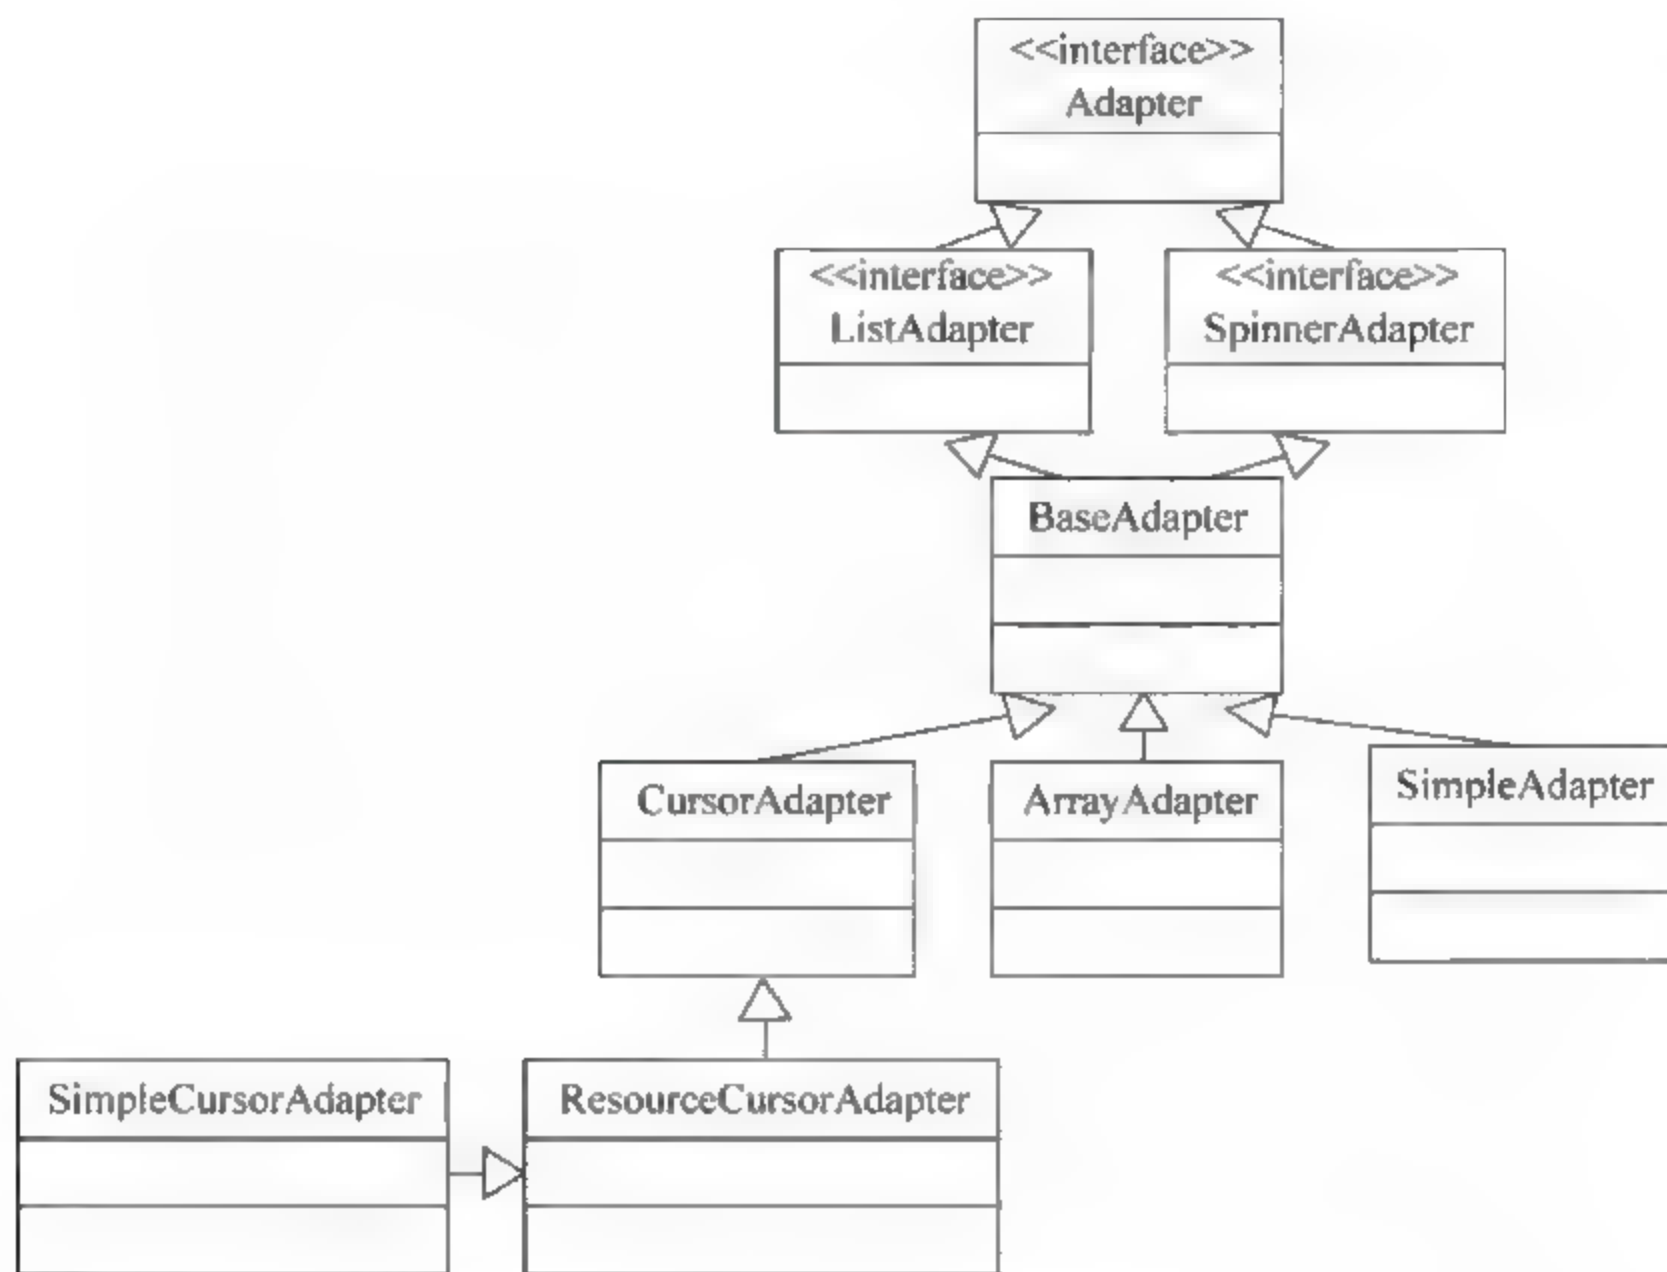 <<interface>>
Adapter
<<interface>>
ListAdapter
<<interface>>
SpinnerAdapter
BaseAdapter
CursorAdapter
ArrayAdapter
SimpleAdapter
SimpleCursorAdapter
ResourceCursorAdapter